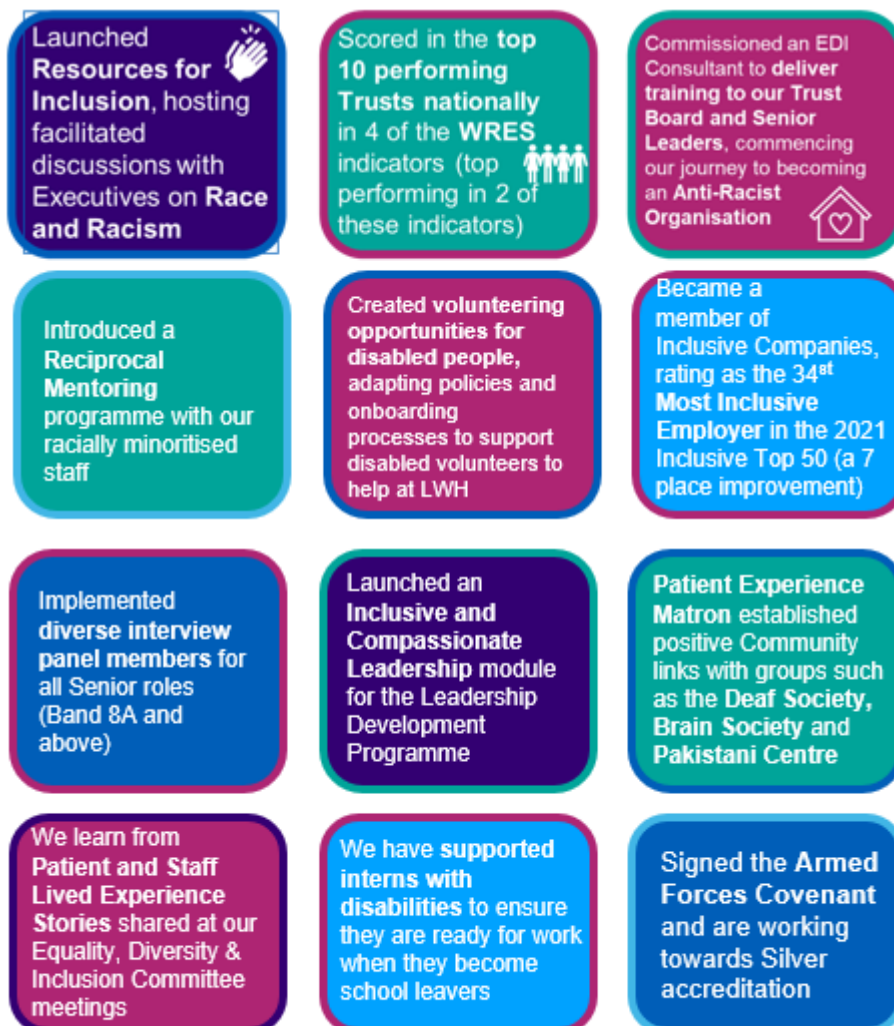 Launched
Resources for
Inclusion, hosting
facilitated
discussions with
Executives on Race
and Racism
Scored in the top
10 performing
Trusts nationally
in 4 of the WRES
indicators (top
performing in 2 of
these indicators)
Commissioned an EDI
Consultant to deliver
training to our Trust
Board and Senior
Leaders, commencing
our journey to becoming
an Anti-Racist
Organisation
Introduced a
Reciprocal
Mentoring
programme with our
racially minoritised
staff
Created volunteering
opportunities for
disabled people,
adapting policies and
onboarding
processes to support
disabled volunteers to
help at LWH
Became a
member of
Inclusive Companies,
rating as the 34st
Most Inclusive
Employer in the 2021
Inclusive Top 50 (a 7
place improvement)
Implemented
diverse interview
panel members for
all Senior roles
(Band 8A and
above)
Launched an
Inclusive and
Compassionate
Leadership module
for the Leadership
Development
Programme
Patient Experience
Matron established
positive Community
links with groups such
as the Deaf Society,
Brain Society and
Pakistani Centre
We learn from
Patient and Staff
Lived Experience
Stories shared at our
Equality, Diversity &
Inclusion Committee
meetings
We have supported
interns with
disabilities to ensure
they are ready for work
when they become
school leavers
Signed the Armed
Forces Covenant
and are working
towards Silver
accreditation